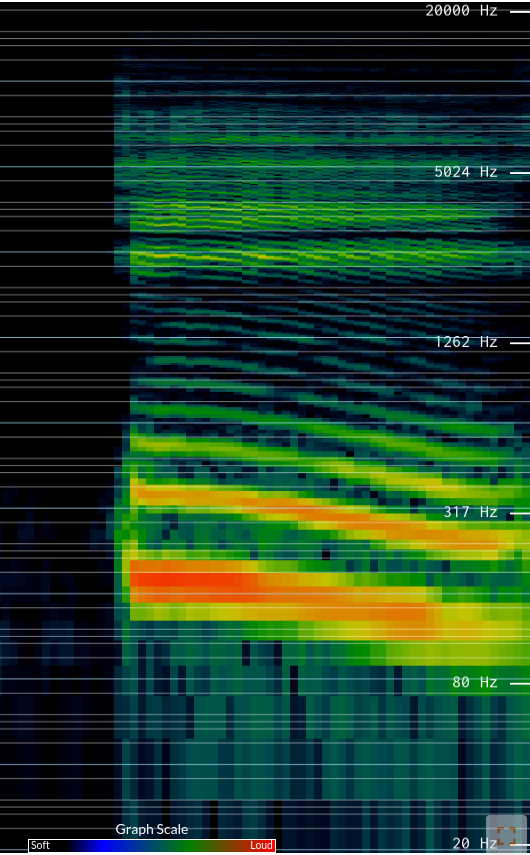 20000 Hz
5024 Hz
1262 Hz
317 Hz
80 Hz
20 Hz
Graph Scale
Soft Loud